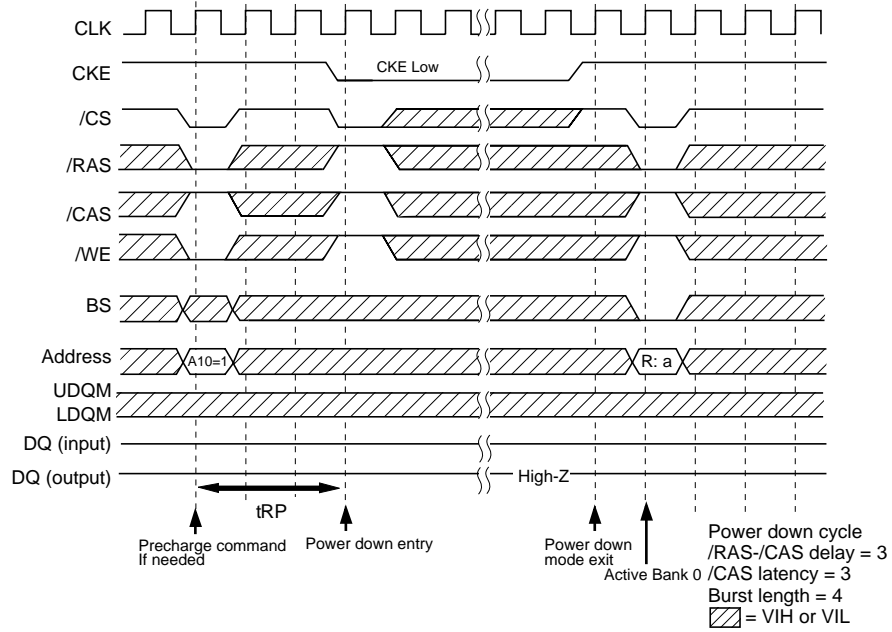 CLK
CKE
CKE Low
/CS
/RAS
/CAS
/WE
BS
Address
A10=1
R: a
UDQM
LDQM
DQ (input)
DQ (output)
High-Z
tRP
Precharge command
If needed
Power down entry
Power down
mode exit
Active Bank 0
Power down cycle
/RAS-/CAS delay = 3
/CAS latency = 3
Burst length = 4
= VIH or VIL